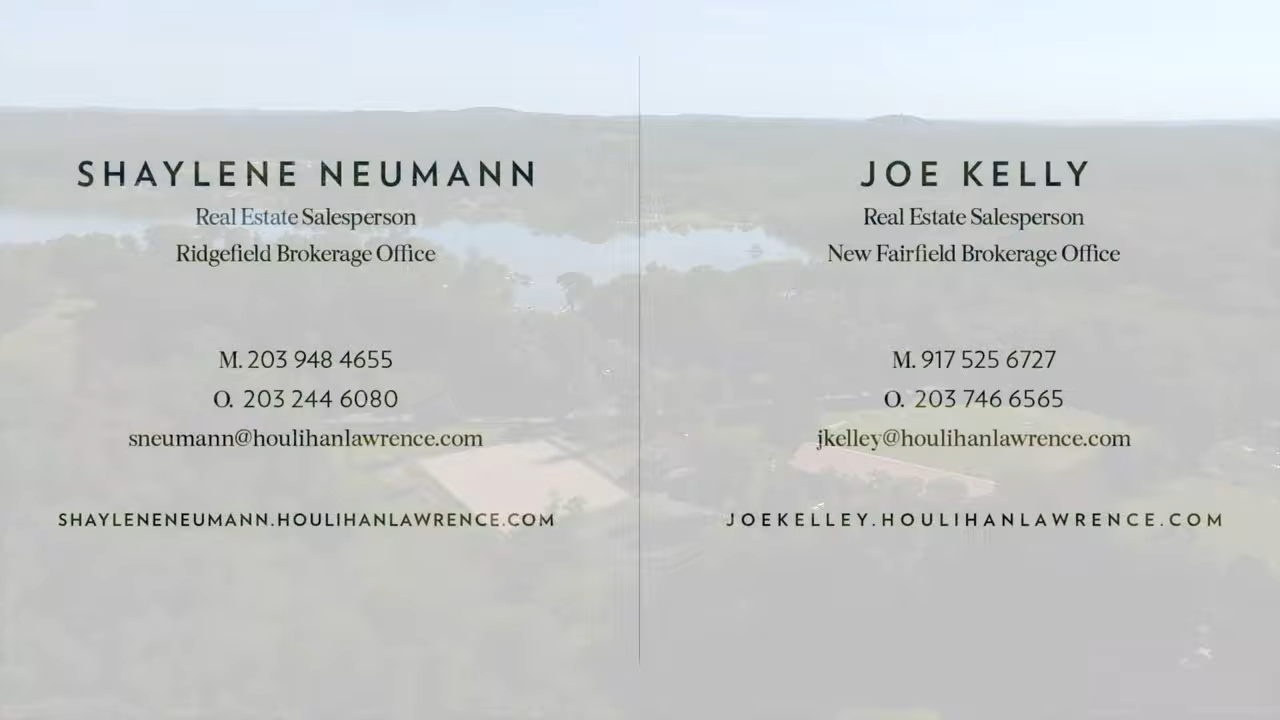 SHAYLENE NEUMANN
Real Estate Salesperson
Ridgefield Brokerage Office
M. 203 948 4655
O. 203 244 6080
sneumann@houlihanlawrence.com
SHAYLENENEUMANN.HOULIHANLAWRENCE.COM
JOE KELLY
Real Estate Salesperson
New Fairfield Brokerage Office
M. 917 525 6727
O. 203 746 6565
jkelley@houlihanlawrence.com
JOEKELLEY.HOULIHANLAWRENCE.COM